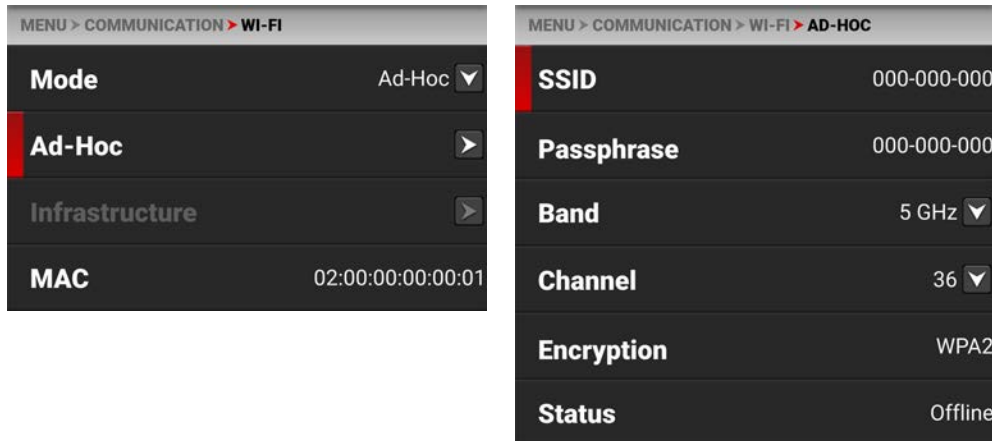 MENU > COMMUNICATION > WI-FI
Mode Ad-Hoc
Ad-Hoc
Infrastructure
MAC 02:00:00:00:00:01
MENU > COMMUNICATION > WI-FI > AD-HOC
SSID 000-000-000
Passphrase 000-000-000
Band 5 GHz
Channel 36
Encryption WPA2
Status Offline